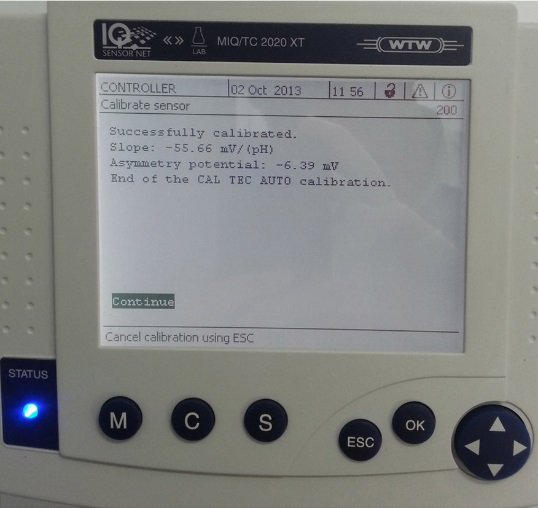 IQ
SENSOR NET
LAB
MIQ/TC 2020 XT
WTW
CONTROLLER 02 Oct 2013 11 56
Calibrate sensor 200
Successfully calibrated.
Slope: -55.66 mV/(pH)
Asymmetry potential: -6.39 mV
End of the CAL TEC AUTO calibration.
Continue
Cancel calibration using ESC
STATUS
M C S ESC OK